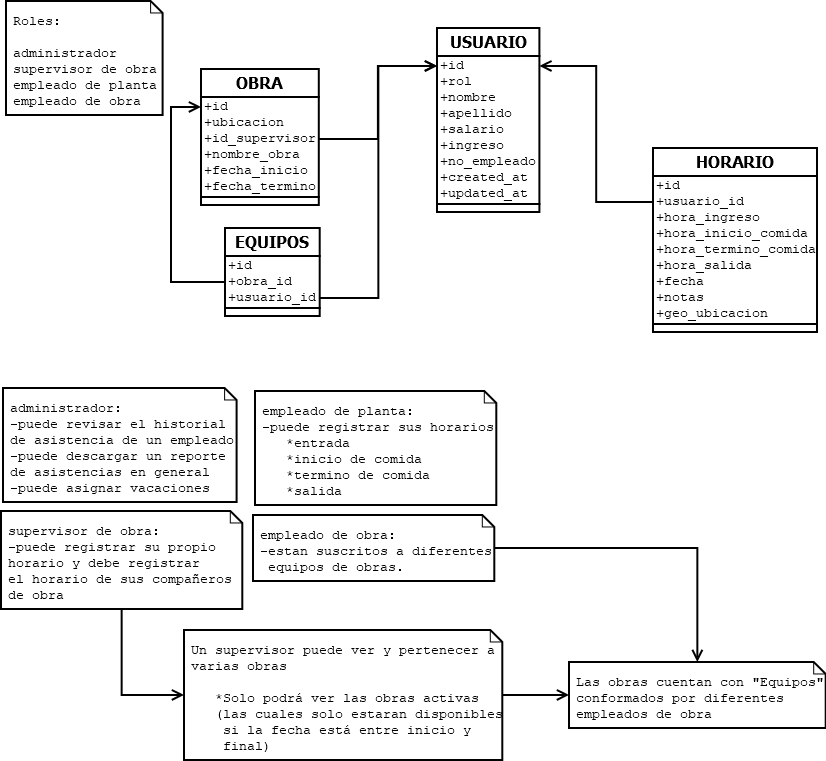 Roles:
administrador
supervisor de obra
empleado de planta
empleado de obra
OBRA
+id
+ubicacion
+id_supervisor
+nombre_obra
+fecha_inicio
+fecha_termino
USUARIO
+id
+rol
+nombre
+apellido
+salario
+ingreso
+no_empleado
+created_at
+updated_at
HORARIO
+id
+usuario_id
+hora_ingreso
+hora_inicio_comida
+hora_termino_comida
+hora_salida
+fecha
+notas
+geo_ubicacion
EQUIPOS
+id
+obra_id
+usuario_id
administrador:
-puede revisar el historial
de asistencia de un empleado
-puede descargar un reporte
de asistencias en general
-puede asignar vacaciones
empleado de planta:
-puede registrar sus horarios
*entrada
*inicio de comida
*termino de comida
*salida
supervisor de obra:
-puede registrar su propio
horario y debe registrar
el horario de sus compañeros
de obra
empleado de obra:
-estan suscritos a diferentes
equipos de obras.
Un supervisor puede ver y pertenecer a
varias obras
*Solo podrá ver las obras activas
(las cuales solo estaran disponibles
si la fecha está entre inicio y
final)
Las obras cuentan con "Equipos"
conformados por diferentes
empleados de obra